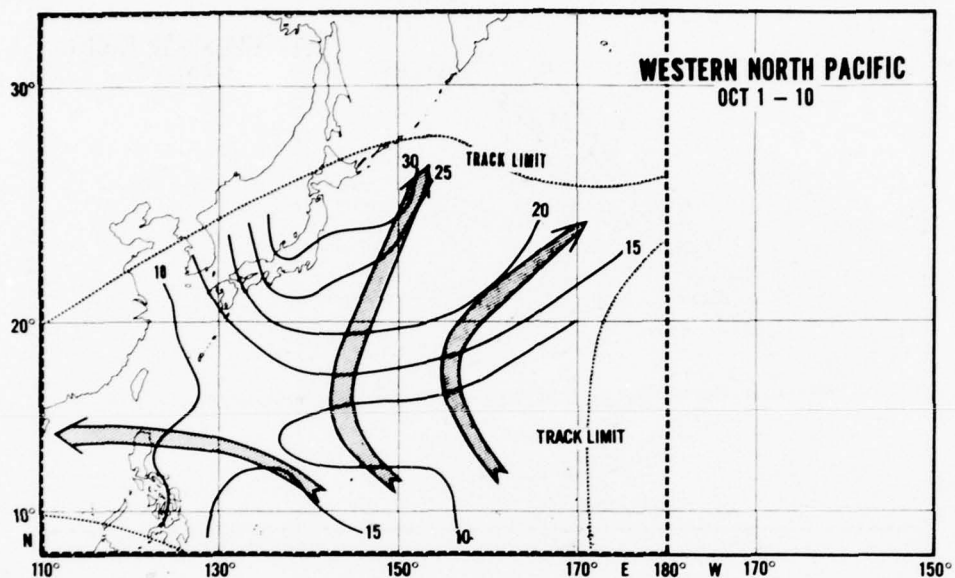 WESTERN NORTH PACIFIC
OCT 1 – 10
30°
TRACK LIMIT
30
25
20
15
10
20°
TRACK LIMIT
10°
N
15
10
110°
130°
150°
170°
E
180°
W
170°
150°